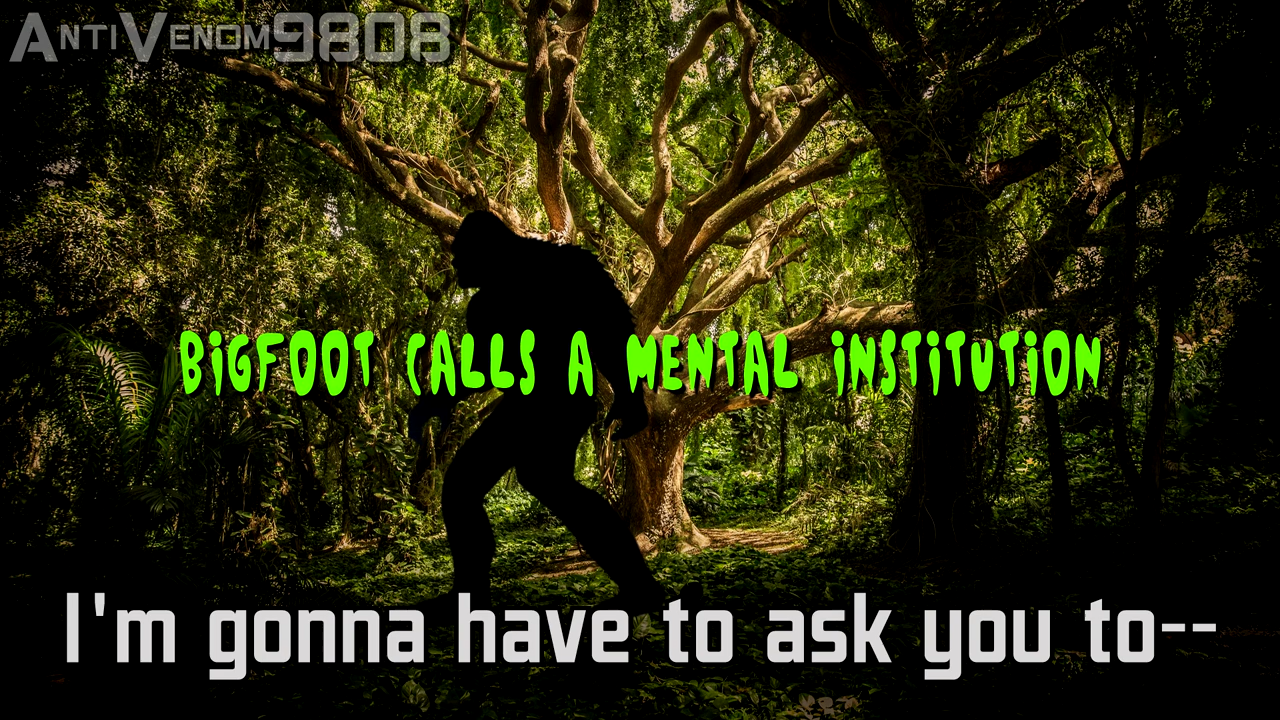 AntiVenom9808
BIGFOOT CALLS A MENTAL INSTITUTION
I'm gonna have to ask you to--